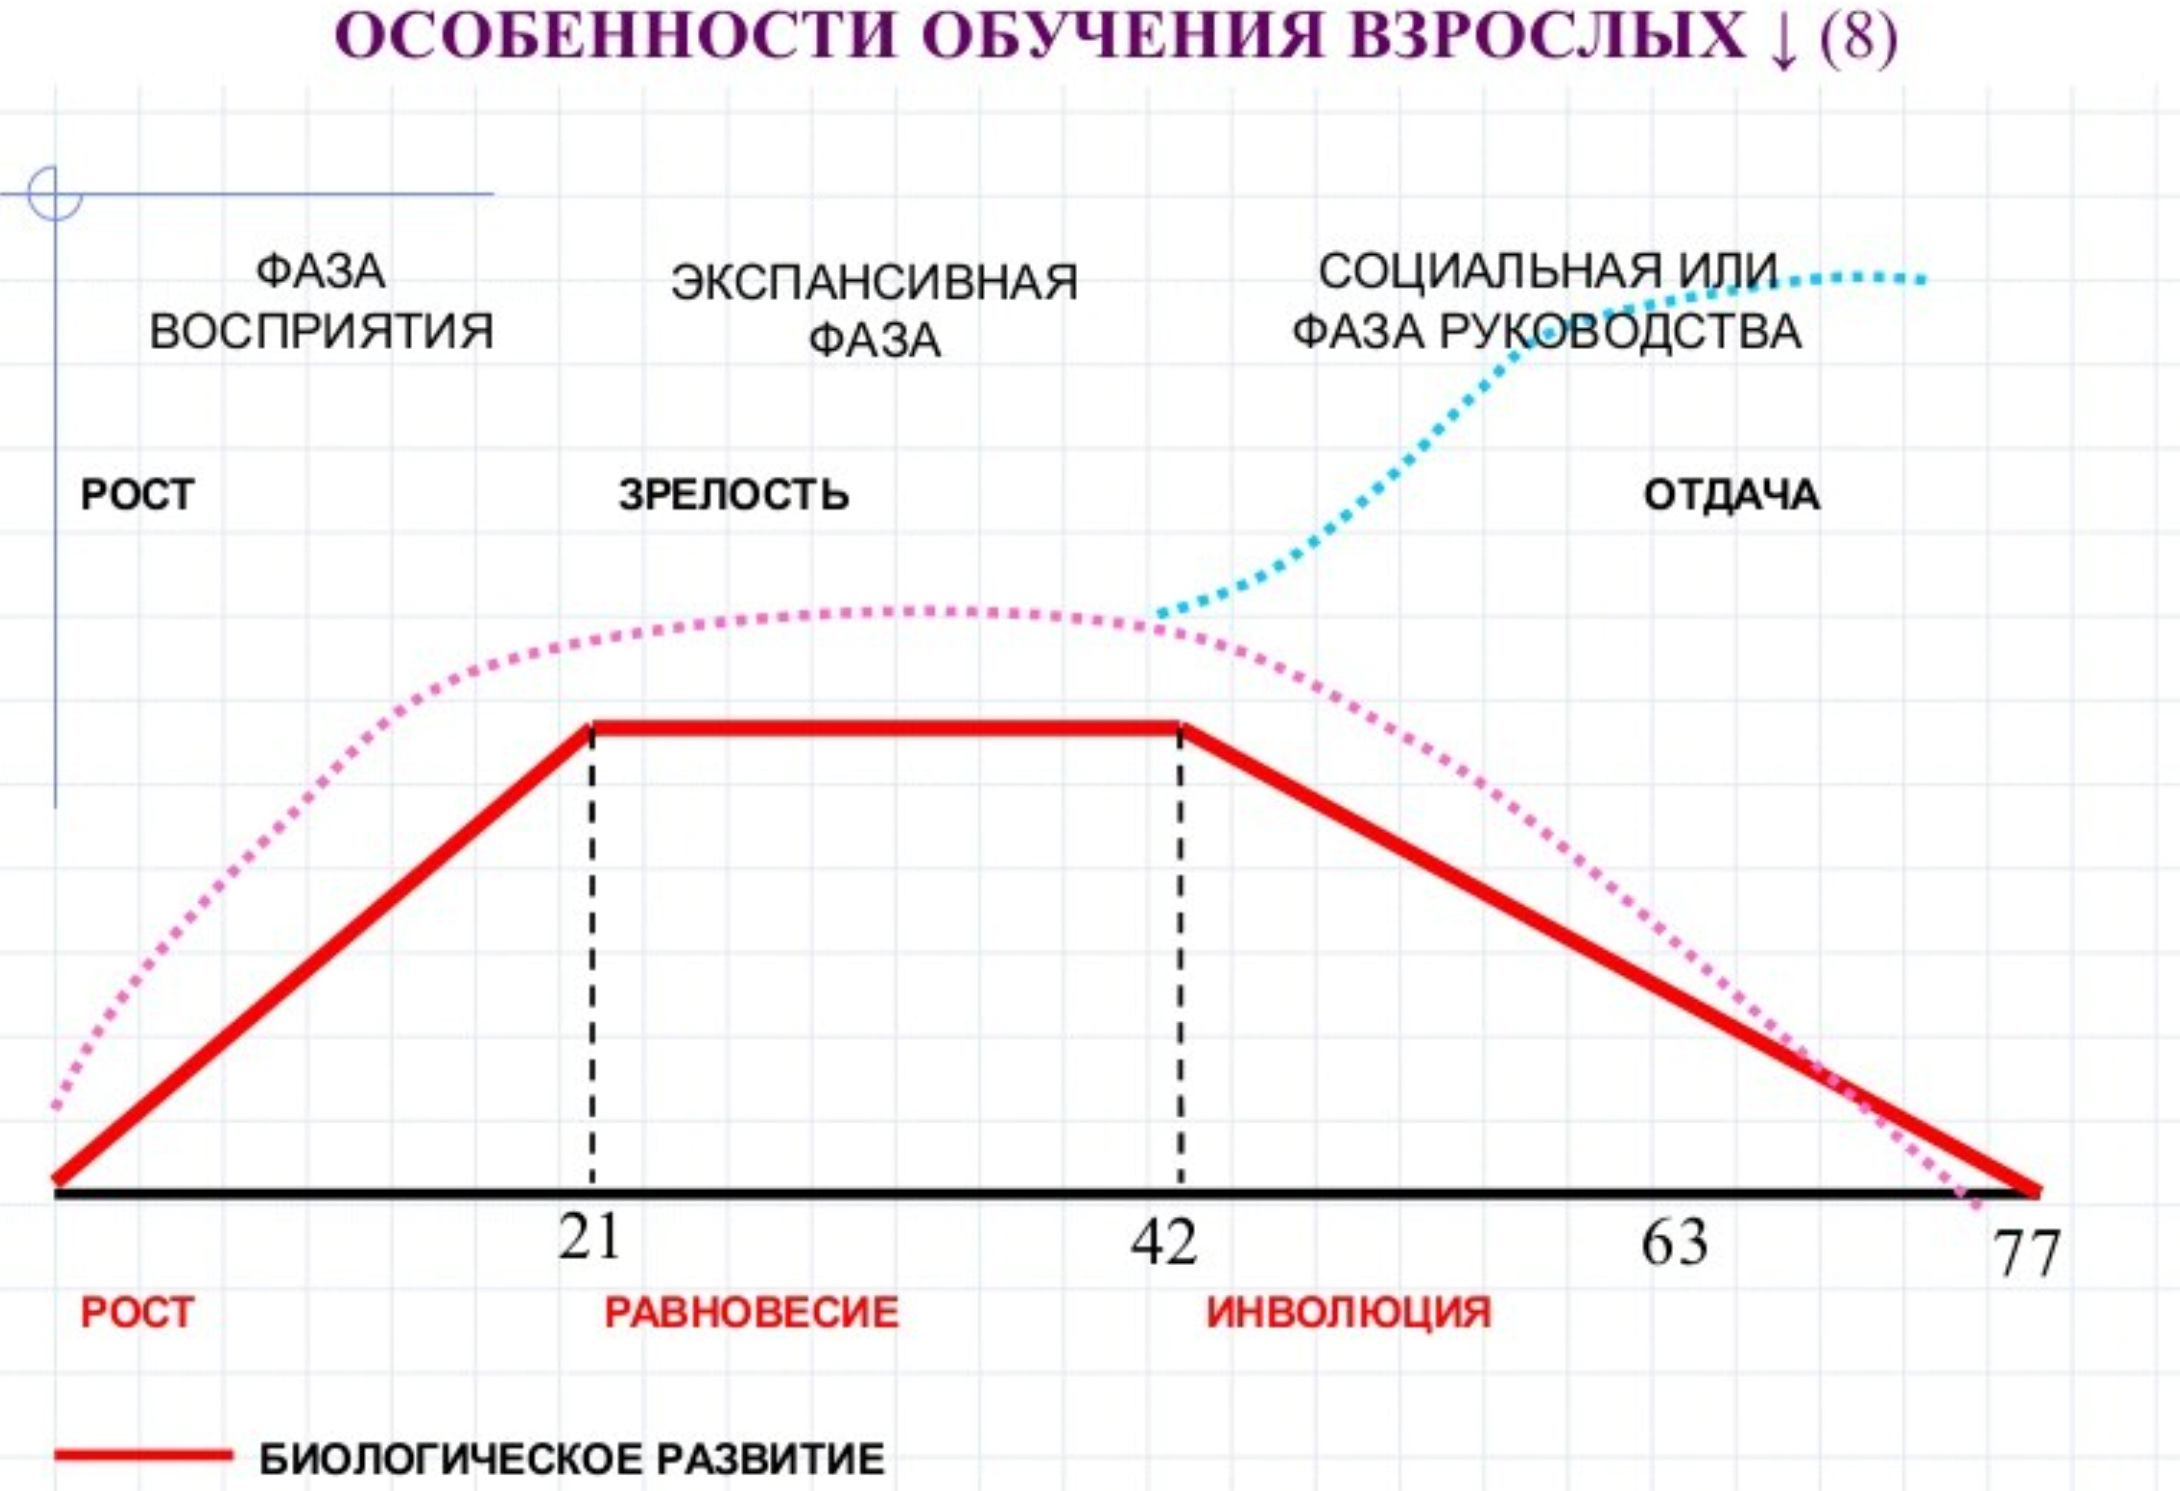 ОСОБЕННОСТИ ОБУЧЕНИЯ ВЗРОСЛЫХ ↓ (8)
ФАЗА
ВОСПРИЯТИЯ
ЭКСПАНСИВНАЯ
ФАЗА
СОЦИАЛЬНАЯ ИЛИ
ФАЗА РУКОВОДСТВА
РОСТ
ЗРЕЛОСТЬ
ОТДАЧА
21
42
63
77
РОСТ
РАВНОВЕСИЕ
ИНВОЛЮЦИЯ
БИОЛОГИЧЕСКОЕ РАЗВИТИЕ